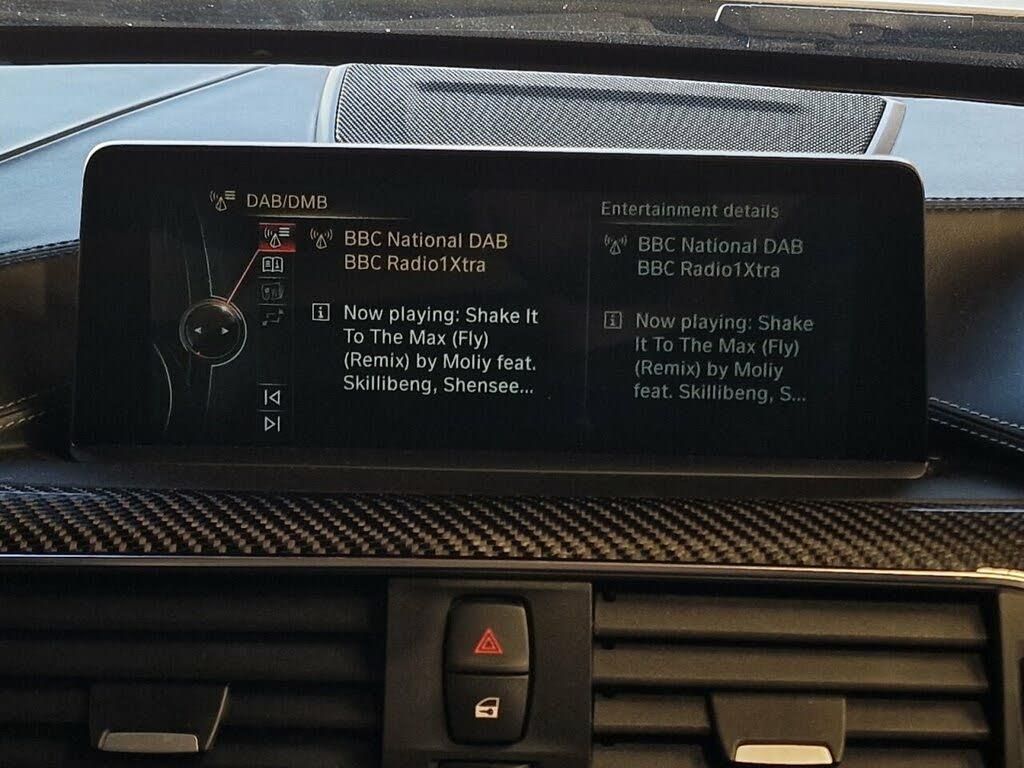 DAB/DMB
BBC National DAB
BBC Radio1Xtra
Now playing: Shake It
To The Max (Fly)
(Remix) by Moliy feat.
Skillibeng, Shensee...
Entertainment details
BBC National DAB
BBC Radio1Xtra
Now playing: Shake
It To The Max (Fly)
(Remix) by Moliy
feat. Skillibeng, S...